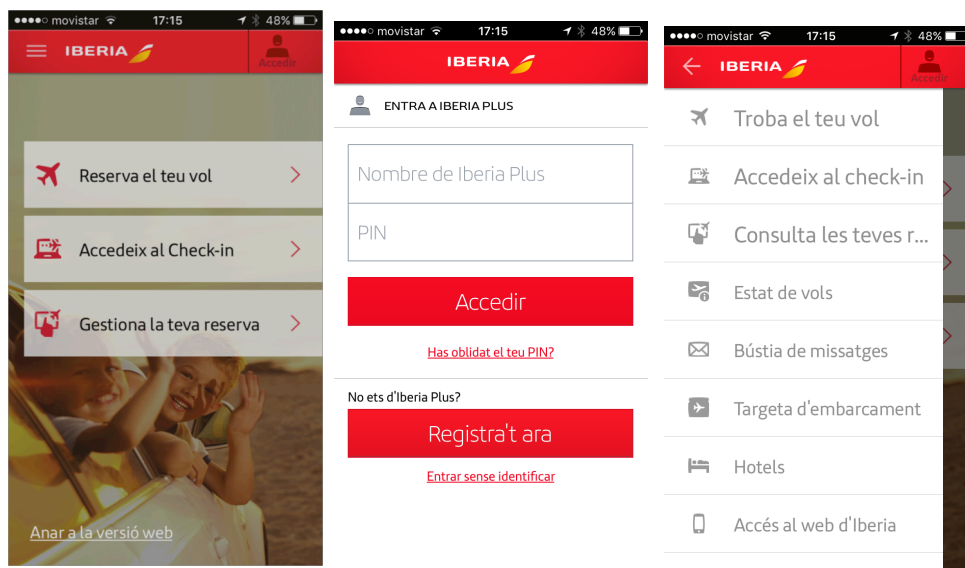 movistar 17:15 48%
IBERIA
Accedir
Reserva el teu vol
Accedeix al Check-in
Gestiona la teva reserva
Anar a la versió web
movistar 17:15 48%
IBERIA
ENTRA A IBERIA PLUS
Nombre de Iberia Plus
PIN
Accedir
Has oblidat el teu PIN?
No ets d'Iberia Plus?
Registra't ara
Entrar sense identificar
movistar 17:15 48%
IBERIA
Accedir
Troba el teu vol
Accedeix al check-in
Consulta les teves r...
Estat de vols
Bústia de missatges
Targeta d'embarcament
Hotels
Accés al web d'Iberia